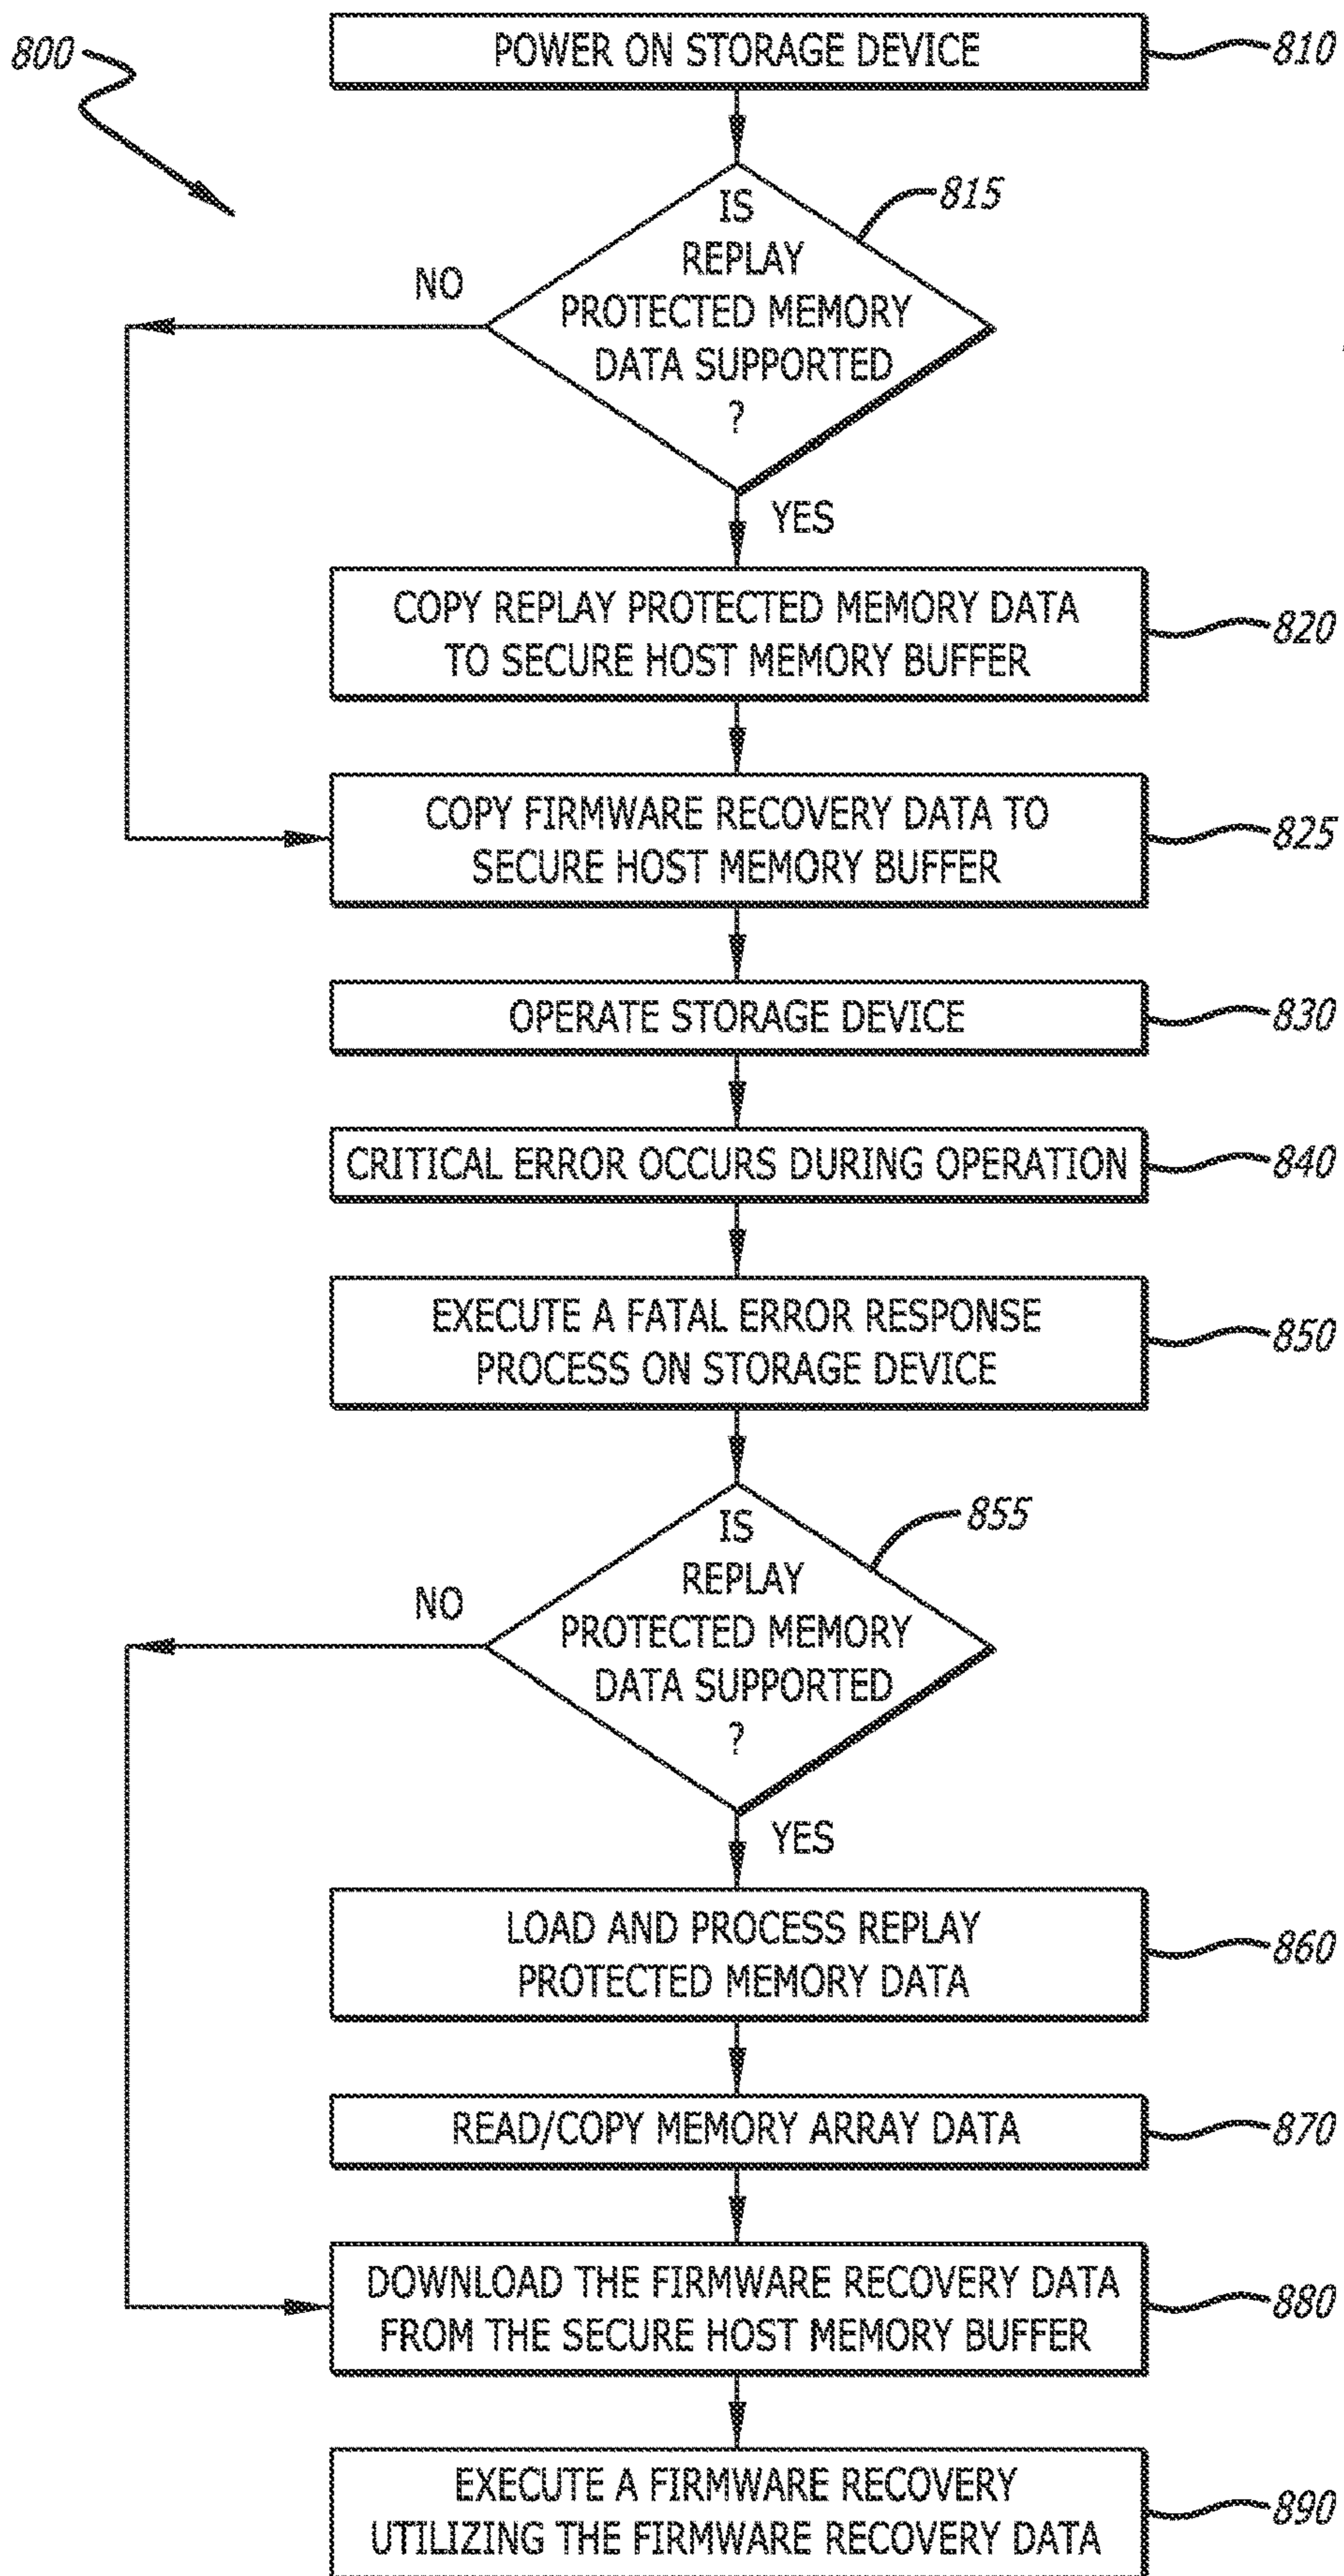 800
POWER ON STORAGE DEVICE
810
IS
REPLAY
PROTECTED MEMORY
DATA SUPPORTED
?
815
NO
YES
COPY REPLAY PROTECTED MEMORY DATA
TO SECURE HOST MEMORY BUFFER
820
COPY FIRMWARE RECOVERY DATA TO
SECURE HOST MEMORY BUFFER
825
OPERATE STORAGE DEVICE
830
CRITICAL ERROR OCCURS DURING OPERATION
840
EXECUTE A FATAL ERROR RESPONSE
PROCESS ON STORAGE DEVICE
850
IS
REPLAY
PROTECTED MEMORY
DATA SUPPORTED
?
855
NO
YES
LOAD AND PROCESS REPLAY
PROTECTED MEMORY DATA
860
READ/COPY MEMORY ARRAY DATA
870
DOWNLOAD THE FIRMWARE RECOVERY DATA
FROM THE SECURE HOST MEMORY BUFFER
880
EXECUTE A FIRMWARE RECOVERY
UTILIZING THE FIRMWARE RECOVERY DATA
890